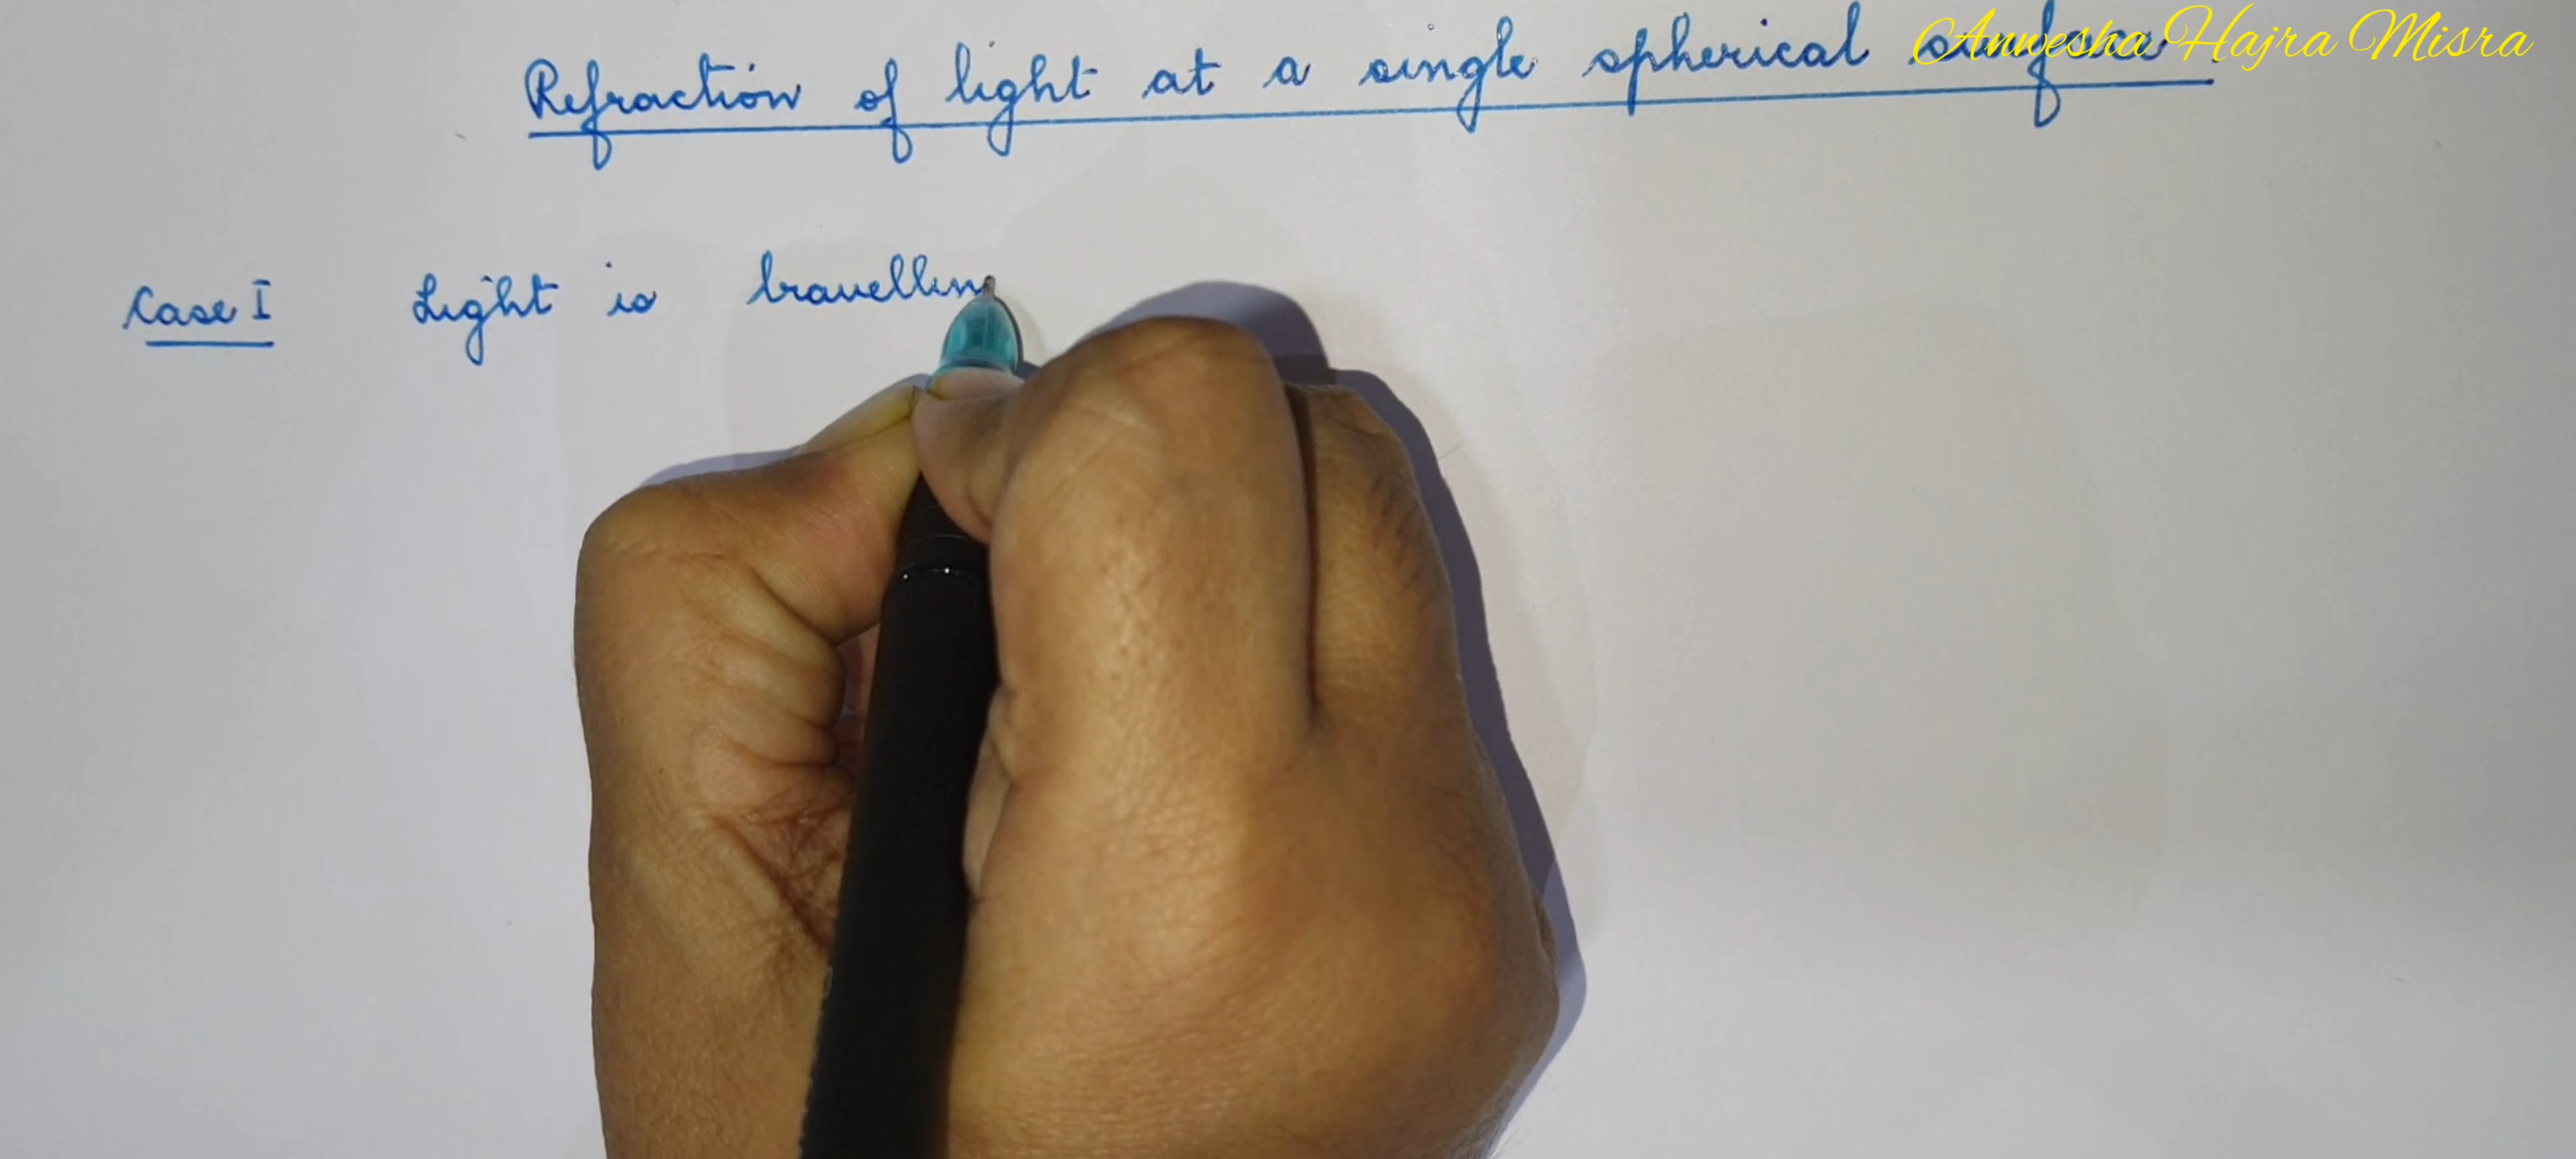 Refraction of light at a single spherical surface.
Anwesha Hajra Misra
Case I Light is travellin